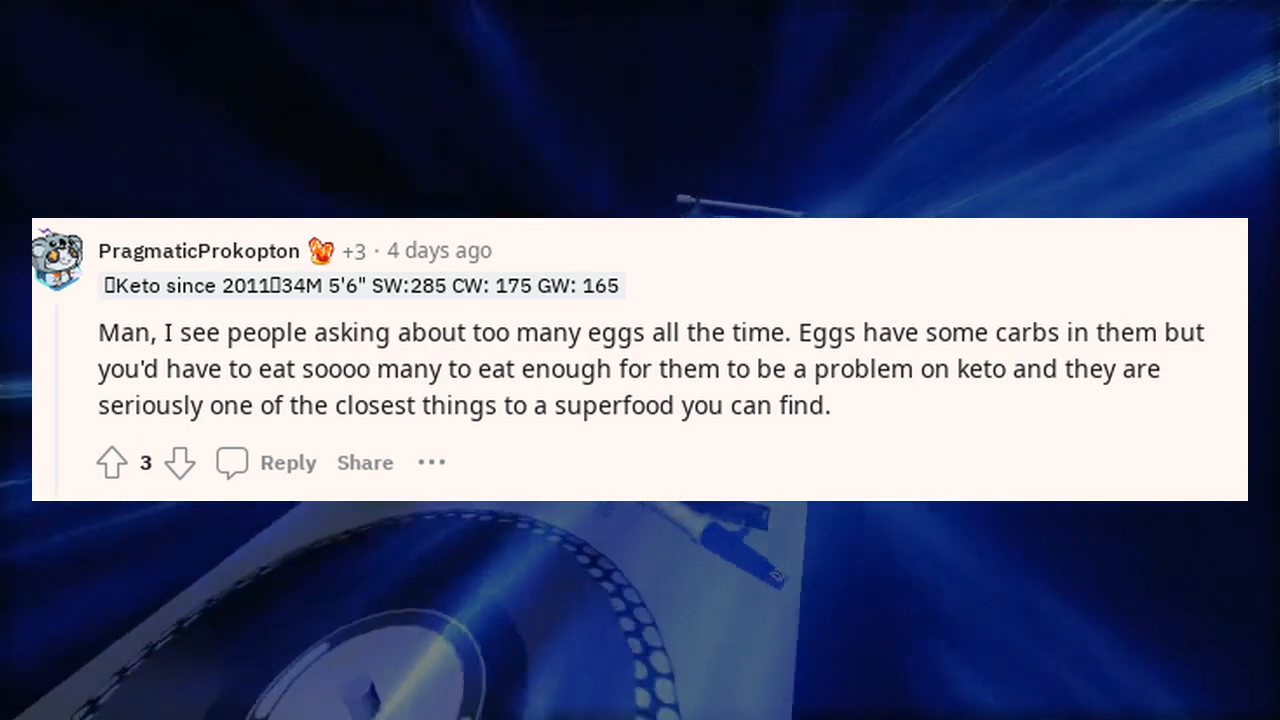 PragmaticProkopton +3 · 4 days ago
▯Keto since 2011▯34M 5'6" SW:285 CW: 175 GW: 165
Man, I see people asking about too many eggs all the time. Eggs have some carbs in them but
you'd have to eat soooo many to eat enough for them to be a problem on keto and they are
seriously one of the closest things to a superfood you can find.
3 Reply Share ···